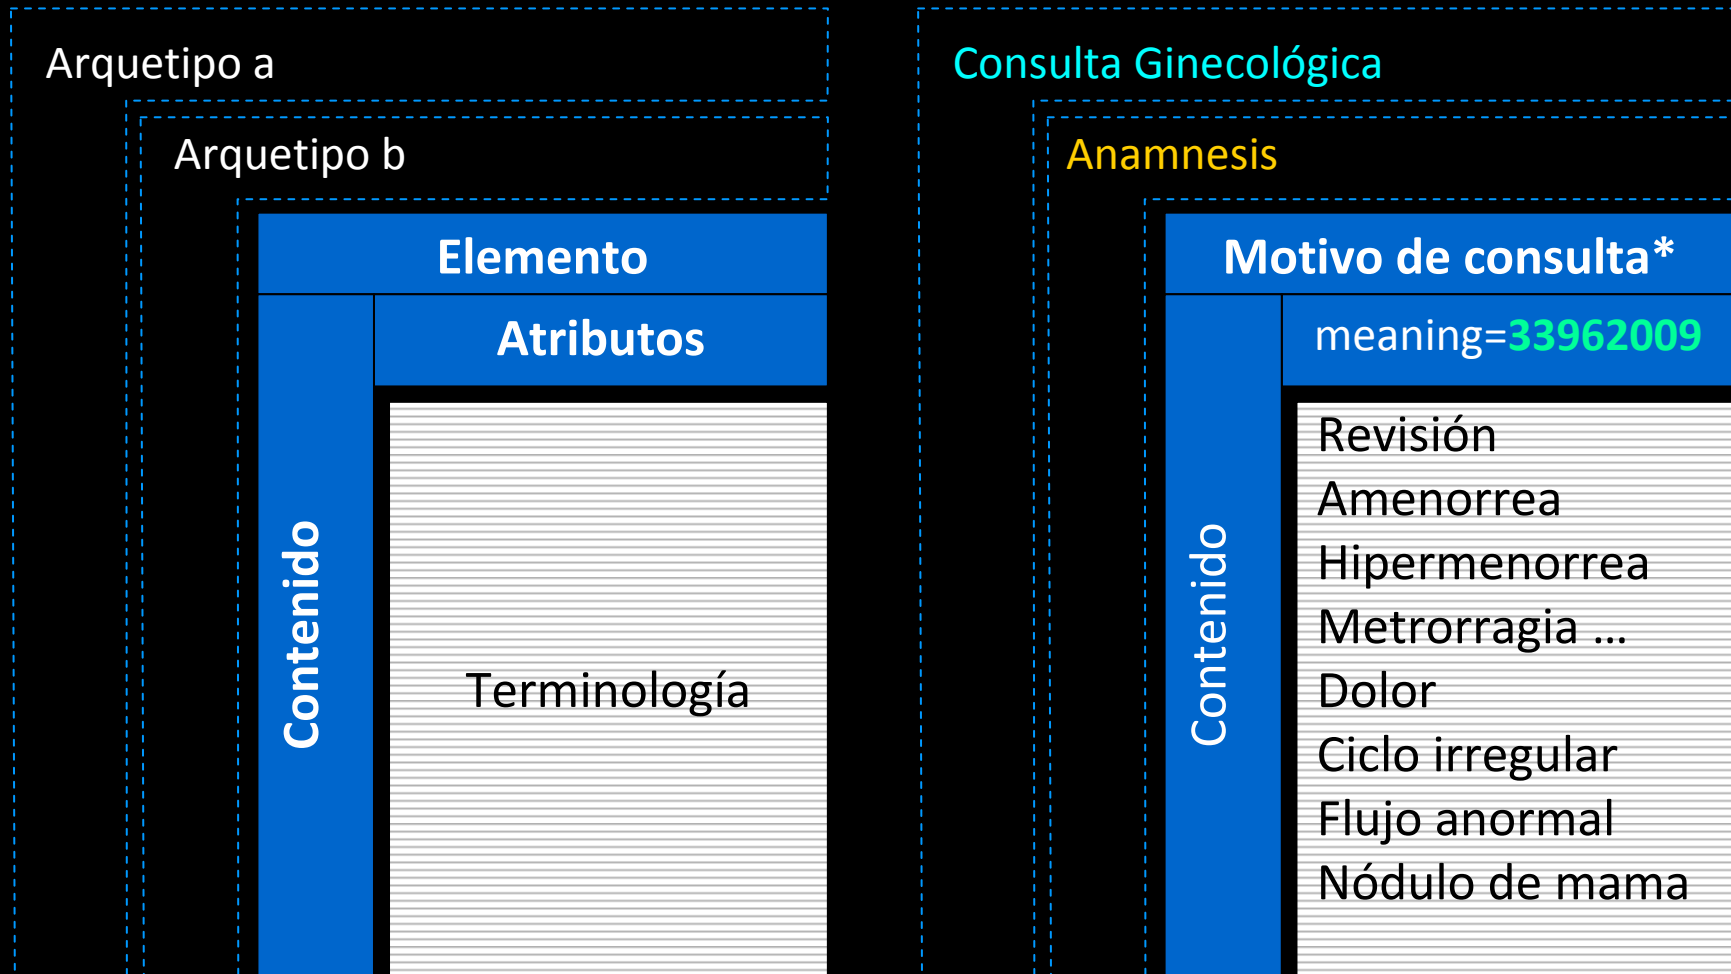 Arquetipo a
Arquetipo b
Elemento
Atributos
Contenido
Terminología
Consulta Ginecológica
Anamnesis
Motivo de consulta*
meaning=33962009
Contenido
Revisión
Amenorrea
Hipermenorrea
Metrorragia ...
Dolor
Ciclo irregular
Flujo anormal
Nódulo de mama